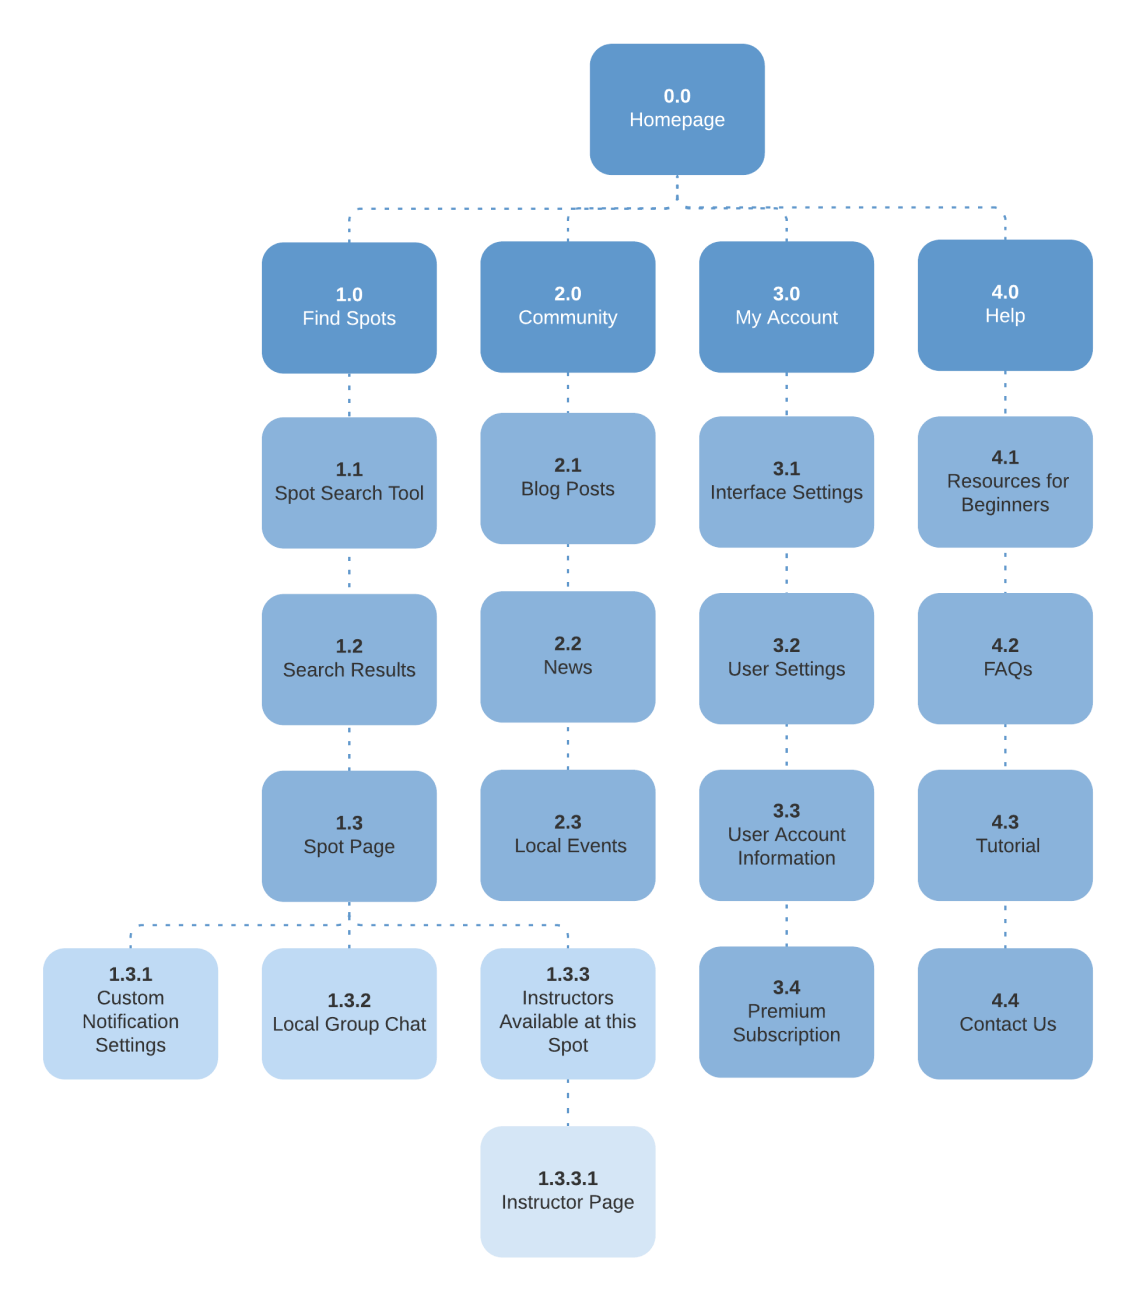 0.0
Homepage
1.0
Find Spots
2.0
Community
3.0
My Account
4.0
Help
1.1
Spot Search Tool
2.1
Blog Posts
3.1
Interface Settings
4.1
Resources for
Beginners
1.2
Search Results
2.2
News
3.2
User Settings
4.2
FAQs
1.3
Spot Page
2.3
Local Events
3.3
User Account
Information
4.3
Tutorial
1.3.1
Custom
Notification
Settings
1.3.2
Local Group Chat
1.3.3
Instructors
Available at this
Spot
3.4
Premium
Subscription
4.4
Contact Us
1.3.3.1
Instructor Page